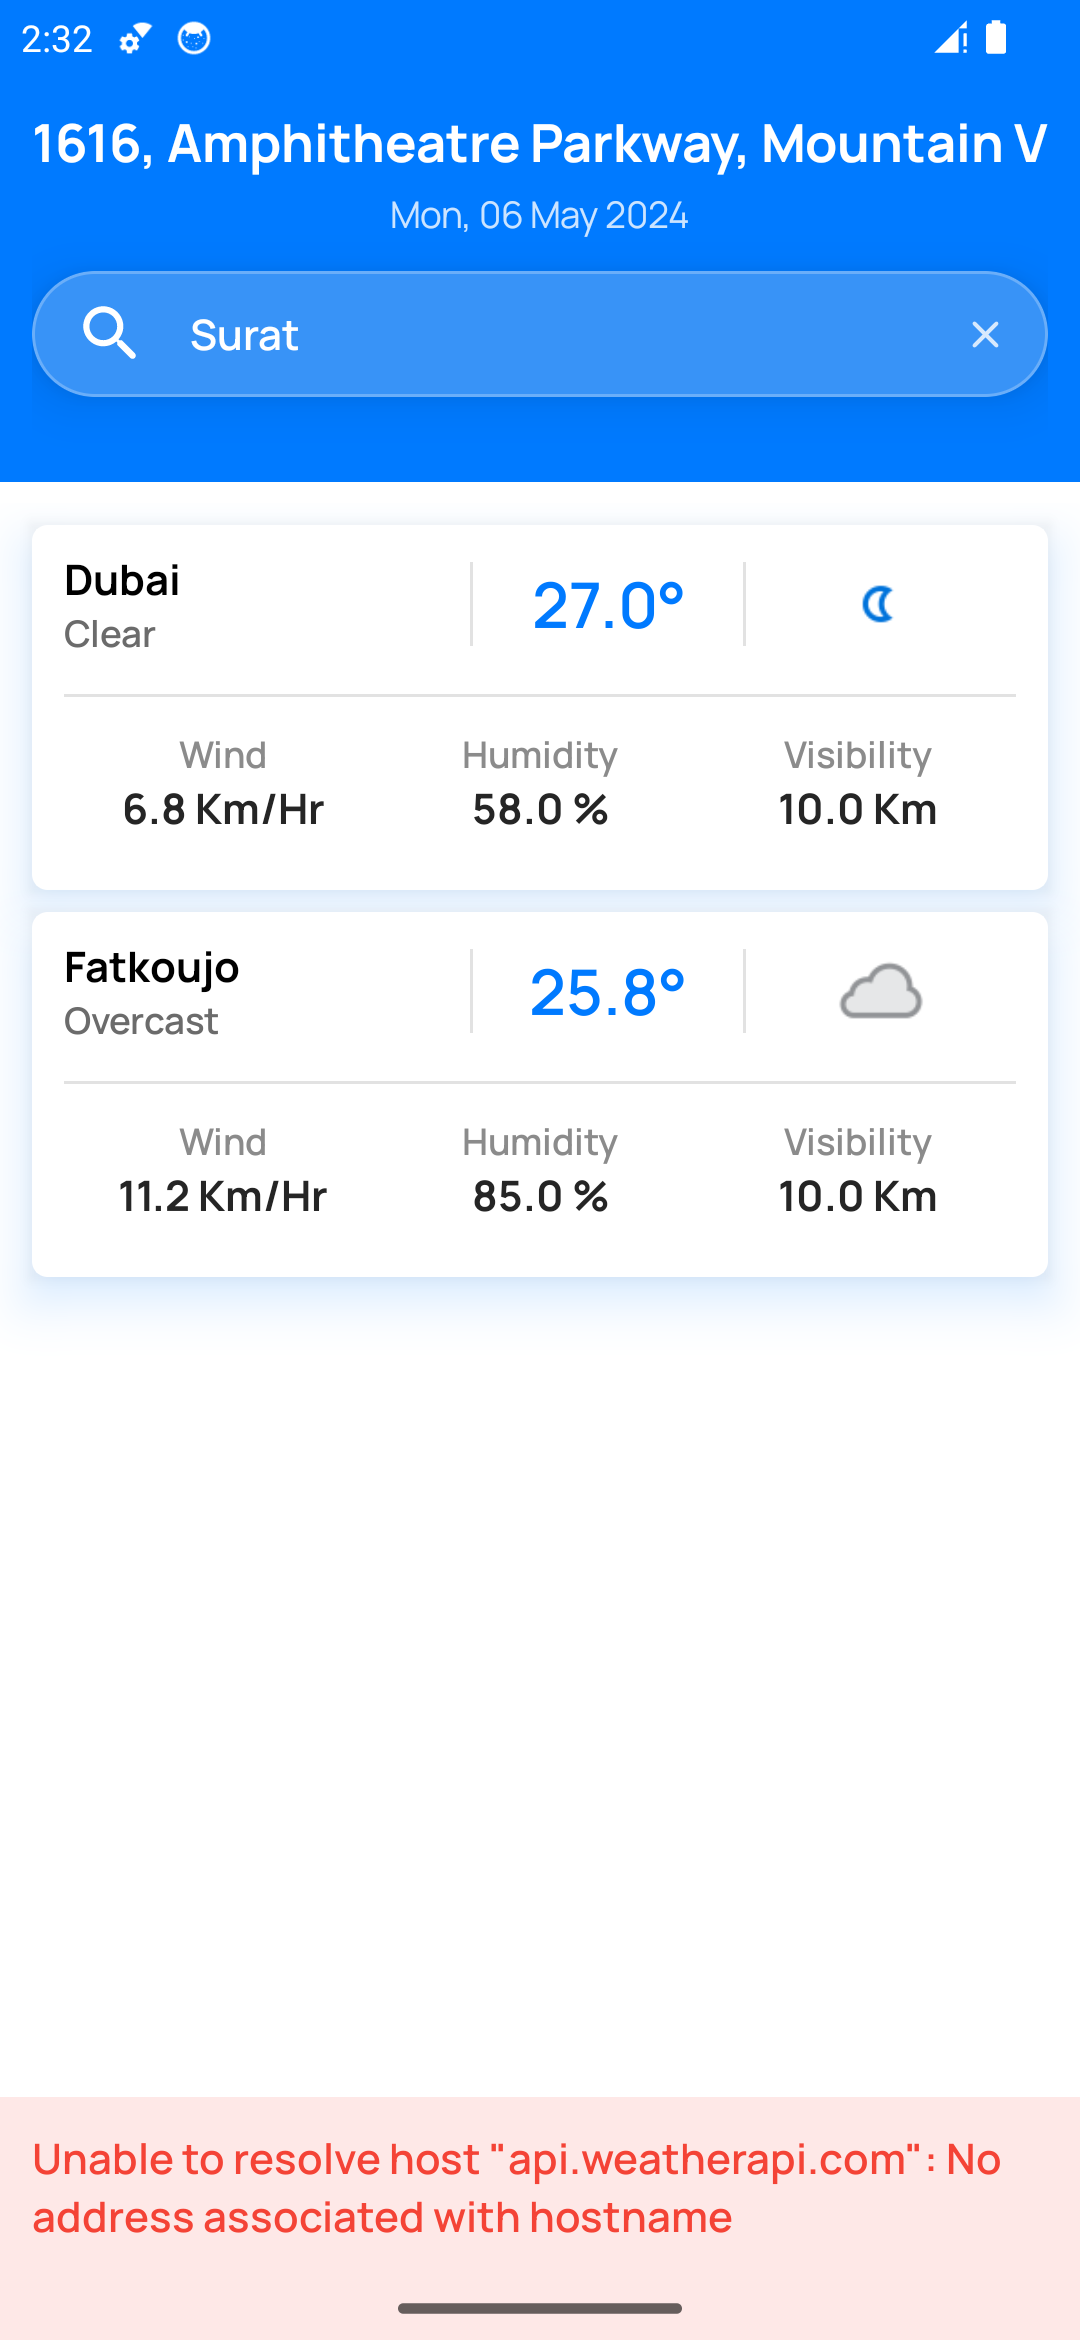 2:32
1616, Amphitheatre Parkway, Mountain V
Mon, 06 May 2024
Surat
Dubai
Clear
27.0°
Wind
Humidity
Visibility
6.8 Km/Hr
58.0 %
10.0 Km
Fatkoujo
Overcast
25.8°
Wind
Humidity
Visibility
11.2 Km/Hr
85.0 %
10.0 Km
Unable to resolve host "api.weatherapi.com": No
address associated with hostname